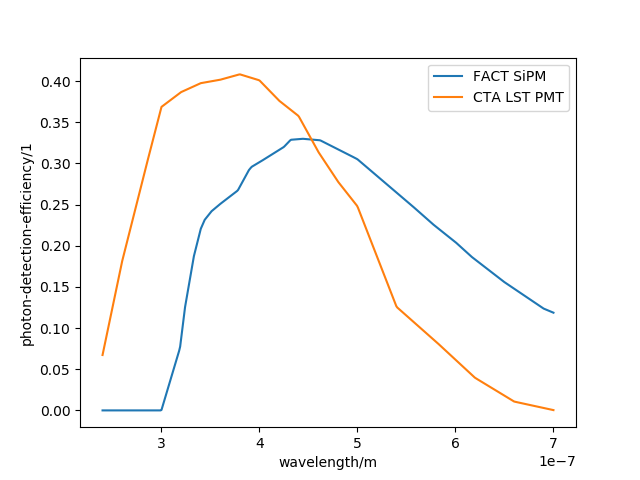 FACT SiPM
CTA LST PMT
photon-detection-efficiency/1
0.40
0.35
0.30
0.25
0.20
0.15
0.10
0.05
0.00
3 4 5 6 7
1e−7
wavelength/m